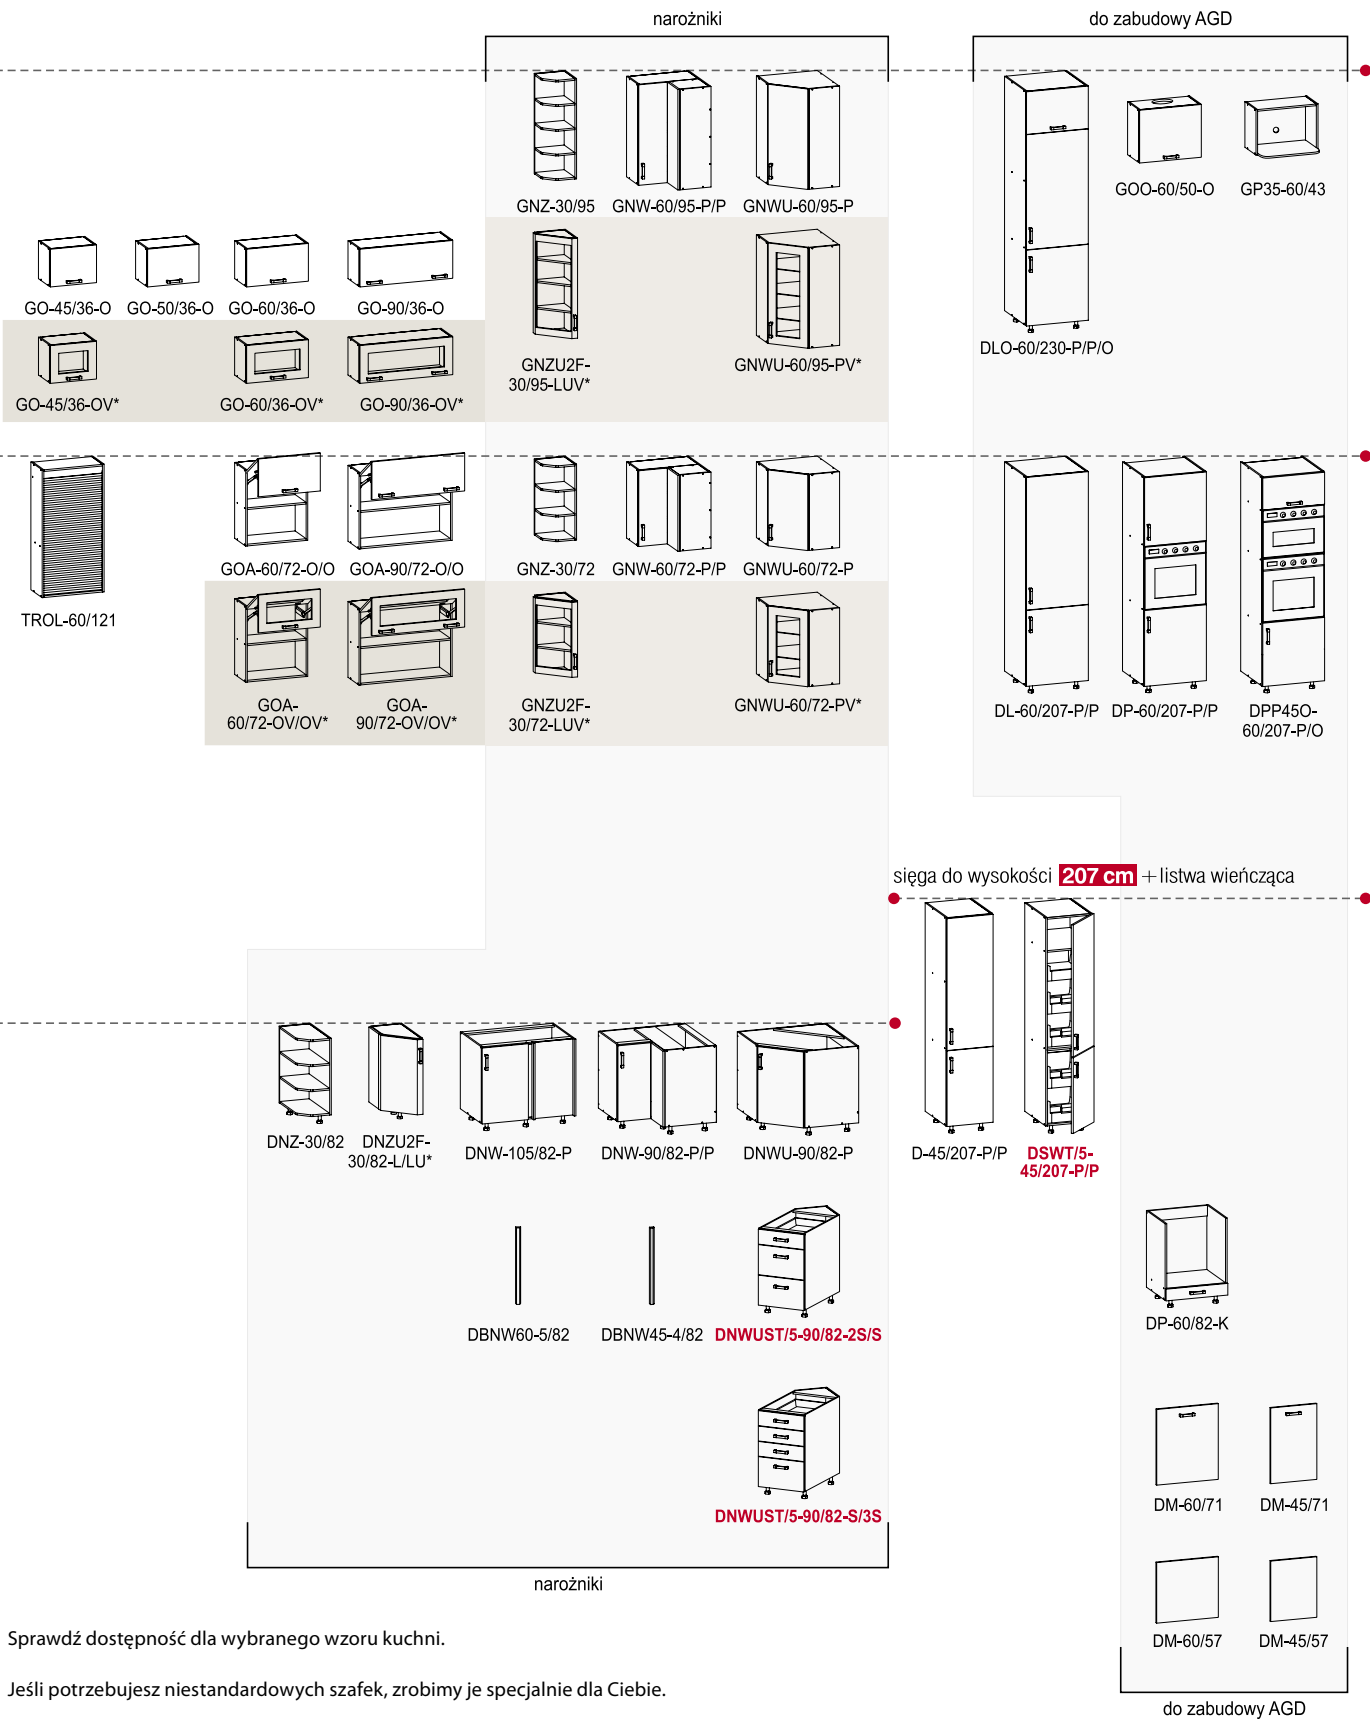 narożniki
do zabudowy AGD
GNZ-30/95
GNW-60/95-P/P
GNWU-60/95-P
GOO-60/50-O
GP35-60/43
GO-45/36-O
GO-50/36-O
GO-60/36-O
GO-90/36-O
DLO-60/230-P/P/O
GNZU2F-
30/95-LUV*
GNWU-60/95-PV*
GO-45/36-OV*
GO-60/36-OV*
GO-90/36-OV*
TROL-60/121
GOA-60/72-O/O
GOA-90/72-O/O
GNZ-30/72
GNW-60/72-P/P
GNWU-60/72-P
GOA-
60/72-OV/OV*
GOA-
90/72-OV/OV*
GNZU2F-
30/72-LUV*
GNWU-60/72-PV*
DL-60/207-P/P
DP-60/207-P/P
DPP45O-
60/207-P/O
sięga do wysokości 207 cm + listwa wieńcząca
DNZ-30/82
DNZU2F-
30/82-L/LU*
DNW-105/82-P
DNW-90/82-P/P
DNWU-90/82-P
D-45/207-P/P
DSWT/5-
45/207-P/P
DBNW60-5/82
DBNW45-4/82
DNWUST/5-90/82-2S/S
DP-60/82-K
DNWUST/5-90/82-S/3S
DM-60/71
DM-45/71
narożniki
DM-60/57
DM-45/57
do zabudowy AGD
Sprawdź dostępność dla wybranego wzoru kuchni.
Jeśli potrzebujesz niestandardowych szafek, zrobimy je specjalnie dla Ciebie.